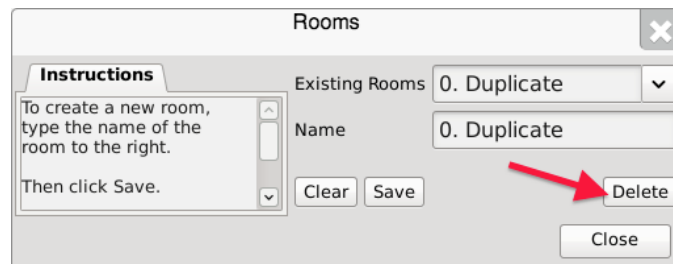 Rooms
Instructions
To create a new room,
type the name of the
room to the right.
Then click Save.
Existing Rooms 0. Duplicate
Name 0. Duplicate
Clear Save Delete
Close